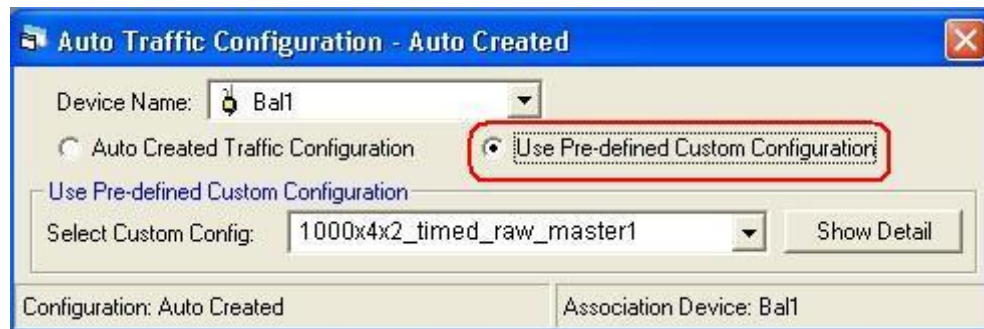 Auto Traffic Configuration - Auto Created
Device Name: Bal1
Auto Created Traffic Configuration Use Pre-defined Custom Configuration
Use Pre-defined Custom Configuration
Select Custom Config: 1000x4x2_timed_raw_master1 Show Detail
Configuration: Auto Created Association Device: Bal1